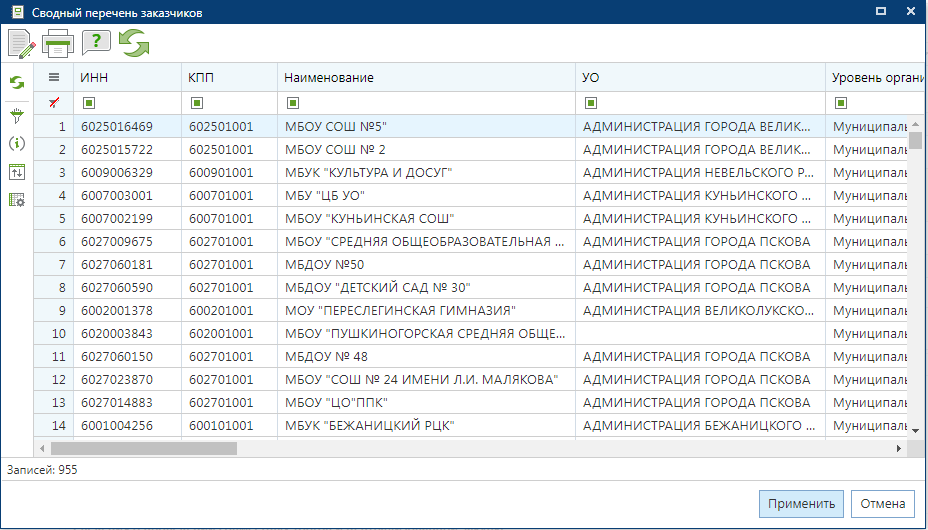 Сводный перечень заказчиков
ИНН КПП Наименование УО Уровень органи
1 6025016469 602501001 МБОУ СОШ №5" АДМИНИСТРАЦИЯ ГОРОДА ВЕЛИК... Муниципаль
2 6025015722 602501001 МБОУ СОШ № 2 АДМИНИСТРАЦИЯ ГОРОДА ВЕЛИК... Муниципаль
3 6009006329 600901001 МБУК "КУЛЬТУРА И ДОСУГ" АДМИНИСТРАЦИЯ НЕВЕЛЬСКОГО Р... Муниципаль
4 6007003001 600701001 МБУ "ЦБ УО" АДМИНИСТРАЦИЯ КУНЬИНСКОГО ... Муниципаль
5 6007002199 600701001 МБОУ "КУНЬИНСКАЯ СОШ" АДМИНИСТРАЦИЯ КУНЬИНСКОГО ... Муниципаль
6 6027009675 602701001 МБОУ "СРЕДНЯЯ ОБЩЕОБРАЗОВАТЕЛЬНАЯ ... АДМИНИСТРАЦИЯ ГОРОДА ПСКОВА Муниципаль
7 6027060181 602701001 МБДОУ №50 АДМИНИСТРАЦИЯ ГОРОДА ПСКОВА Муниципаль
8 6027060590 602701001 МБДОУ "ДЕТСКИЙ САД № 30" АДМИНИСТРАЦИЯ ГОРОДА ПСКОВА Муниципаль
9 6002001378 600201001 МОУ "ПЕРЕСЛЕГИНСКАЯ ГИМНАЗИЯ" АДМИНИСТРАЦИЯ ВЕЛИКОЛУКСКО... Муниципаль
10 6020003843 602001001 МБОУ "ПУШКИНОГОРСКАЯ СРЕДНЯЯ ОБЩЕ... Муниципаль
11 6027060150 602701001 МБДОУ № 48 АДМИНИСТРАЦИЯ ГОРОДА ПСКОВА Муниципаль
12 6027023870 602701001 МБОУ "СОШ № 24 ИМЕНИ Л.И. МАЛЯКОВА" АДМИНИСТРАЦИЯ ГОРОДА ПСКОВА Муниципаль
13 6027014883 602701001 МБОУ "ЦО"ППК" АДМИНИСТРАЦИЯ ГОРОДА ПСКОВА Муниципаль
14 6001004256 600101001 МБУК "БЕЖАНИЦКИЙ РЦК" АДМИНИСТРАЦИЯ БЕЖАНИЦКОГО ... Муниципаль
Записей: 955
Применить Отмена